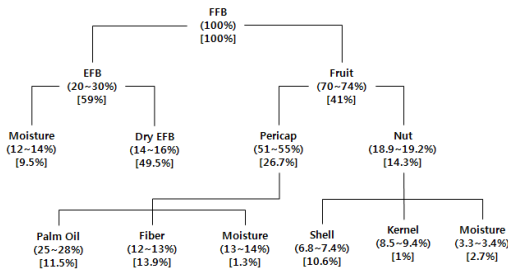 FFB
(100%)
[100%]
EFB
(20~30%)
[59%]
Fruit
(70~74%)
[41%]
Moisture
(12~14%)
[9.5%]
Dry EFB
(14~16%)
[49.5%]
Pericap
(51~55%)
[26.7%]
Nut
(18.9~19.2%)
[14.3%]
Palm Oil
(25~28%)
[11.5%]
Fiber
(12~13%)
[13.9%]
Moisture
(13~14%)
[1.3%]
Shell
(6.8~7.4%)
[10.6%]
Kernel
(8.5~9.4%)
[1%]
Moisture
(3.3~3.4%)
[2.7%]